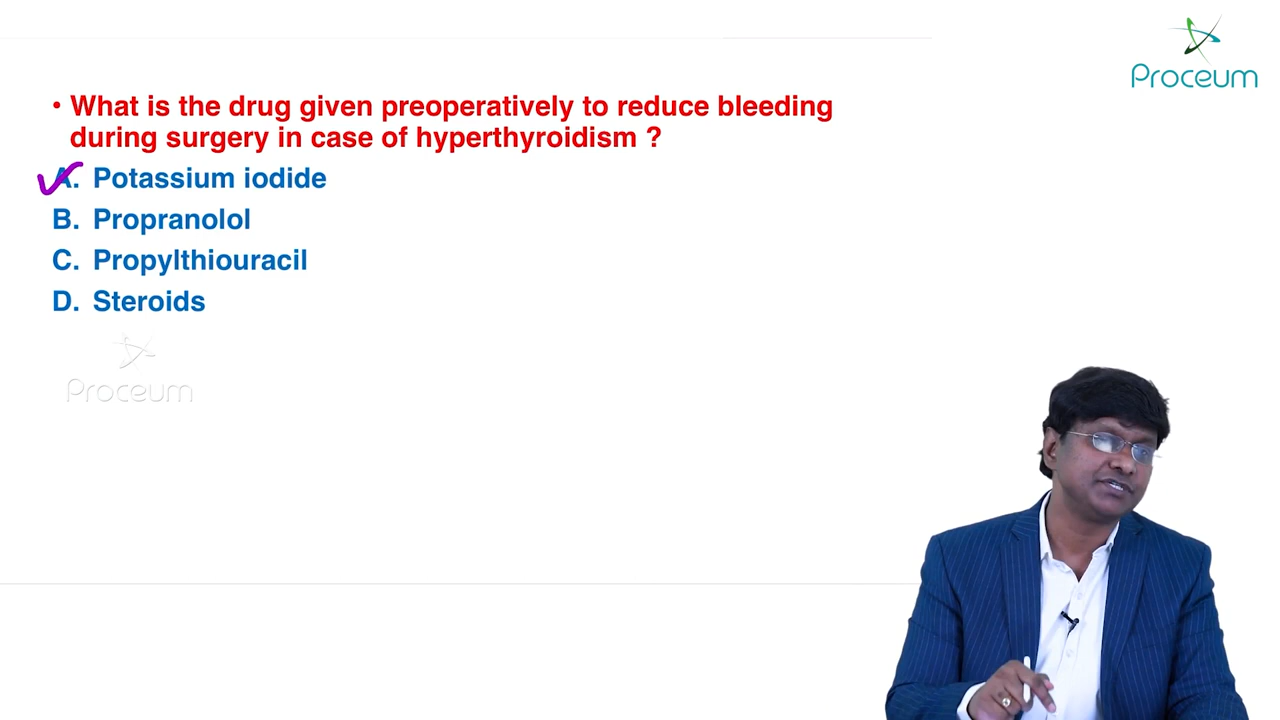 Proceum
• What is the drug given preoperatively to reduce bleeding
during surgery in case of hyperthyroidism ?
A. Potassium iodide
B. Propranolol
C. Propylthiouracil
D. Steroids
Proceum